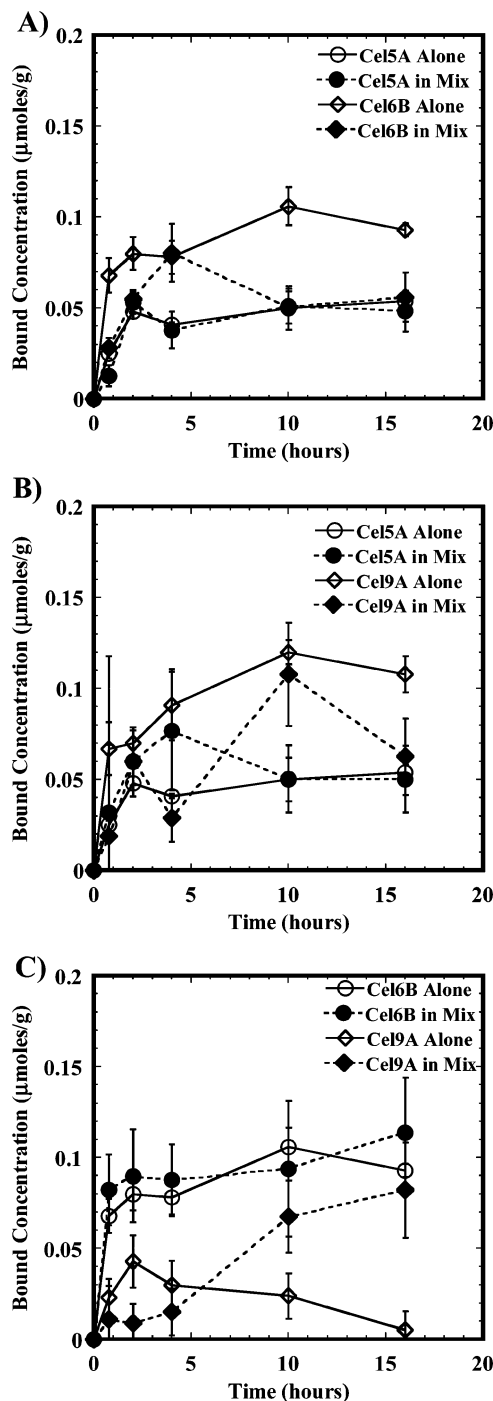 A)
0.2
0.15
0.1
0.05
0
Bound Concentration (μmoles/g)
Cel5A Alone
Cel5A in Mix
Cel6B Alone
Cel6B in Mix
0 5 10 15 20
Time (hours)
B)
0.2
0.15
0.1
0.05
0
Bound Concentration (μmoles/g)
Cel5A Alone
Cel5A in Mix
Cel9A Alone
Cel9A in Mix
0 5 10 15 20
Time (hours)
C)
0.2
0.15
0.1
0.05
0
Bound Concentration (μmoles/g)
Cel6B Alone
Cel6B in Mix
Cel9A Alone
Cel9A in Mix
0 5 10 15 20
Time (hours)